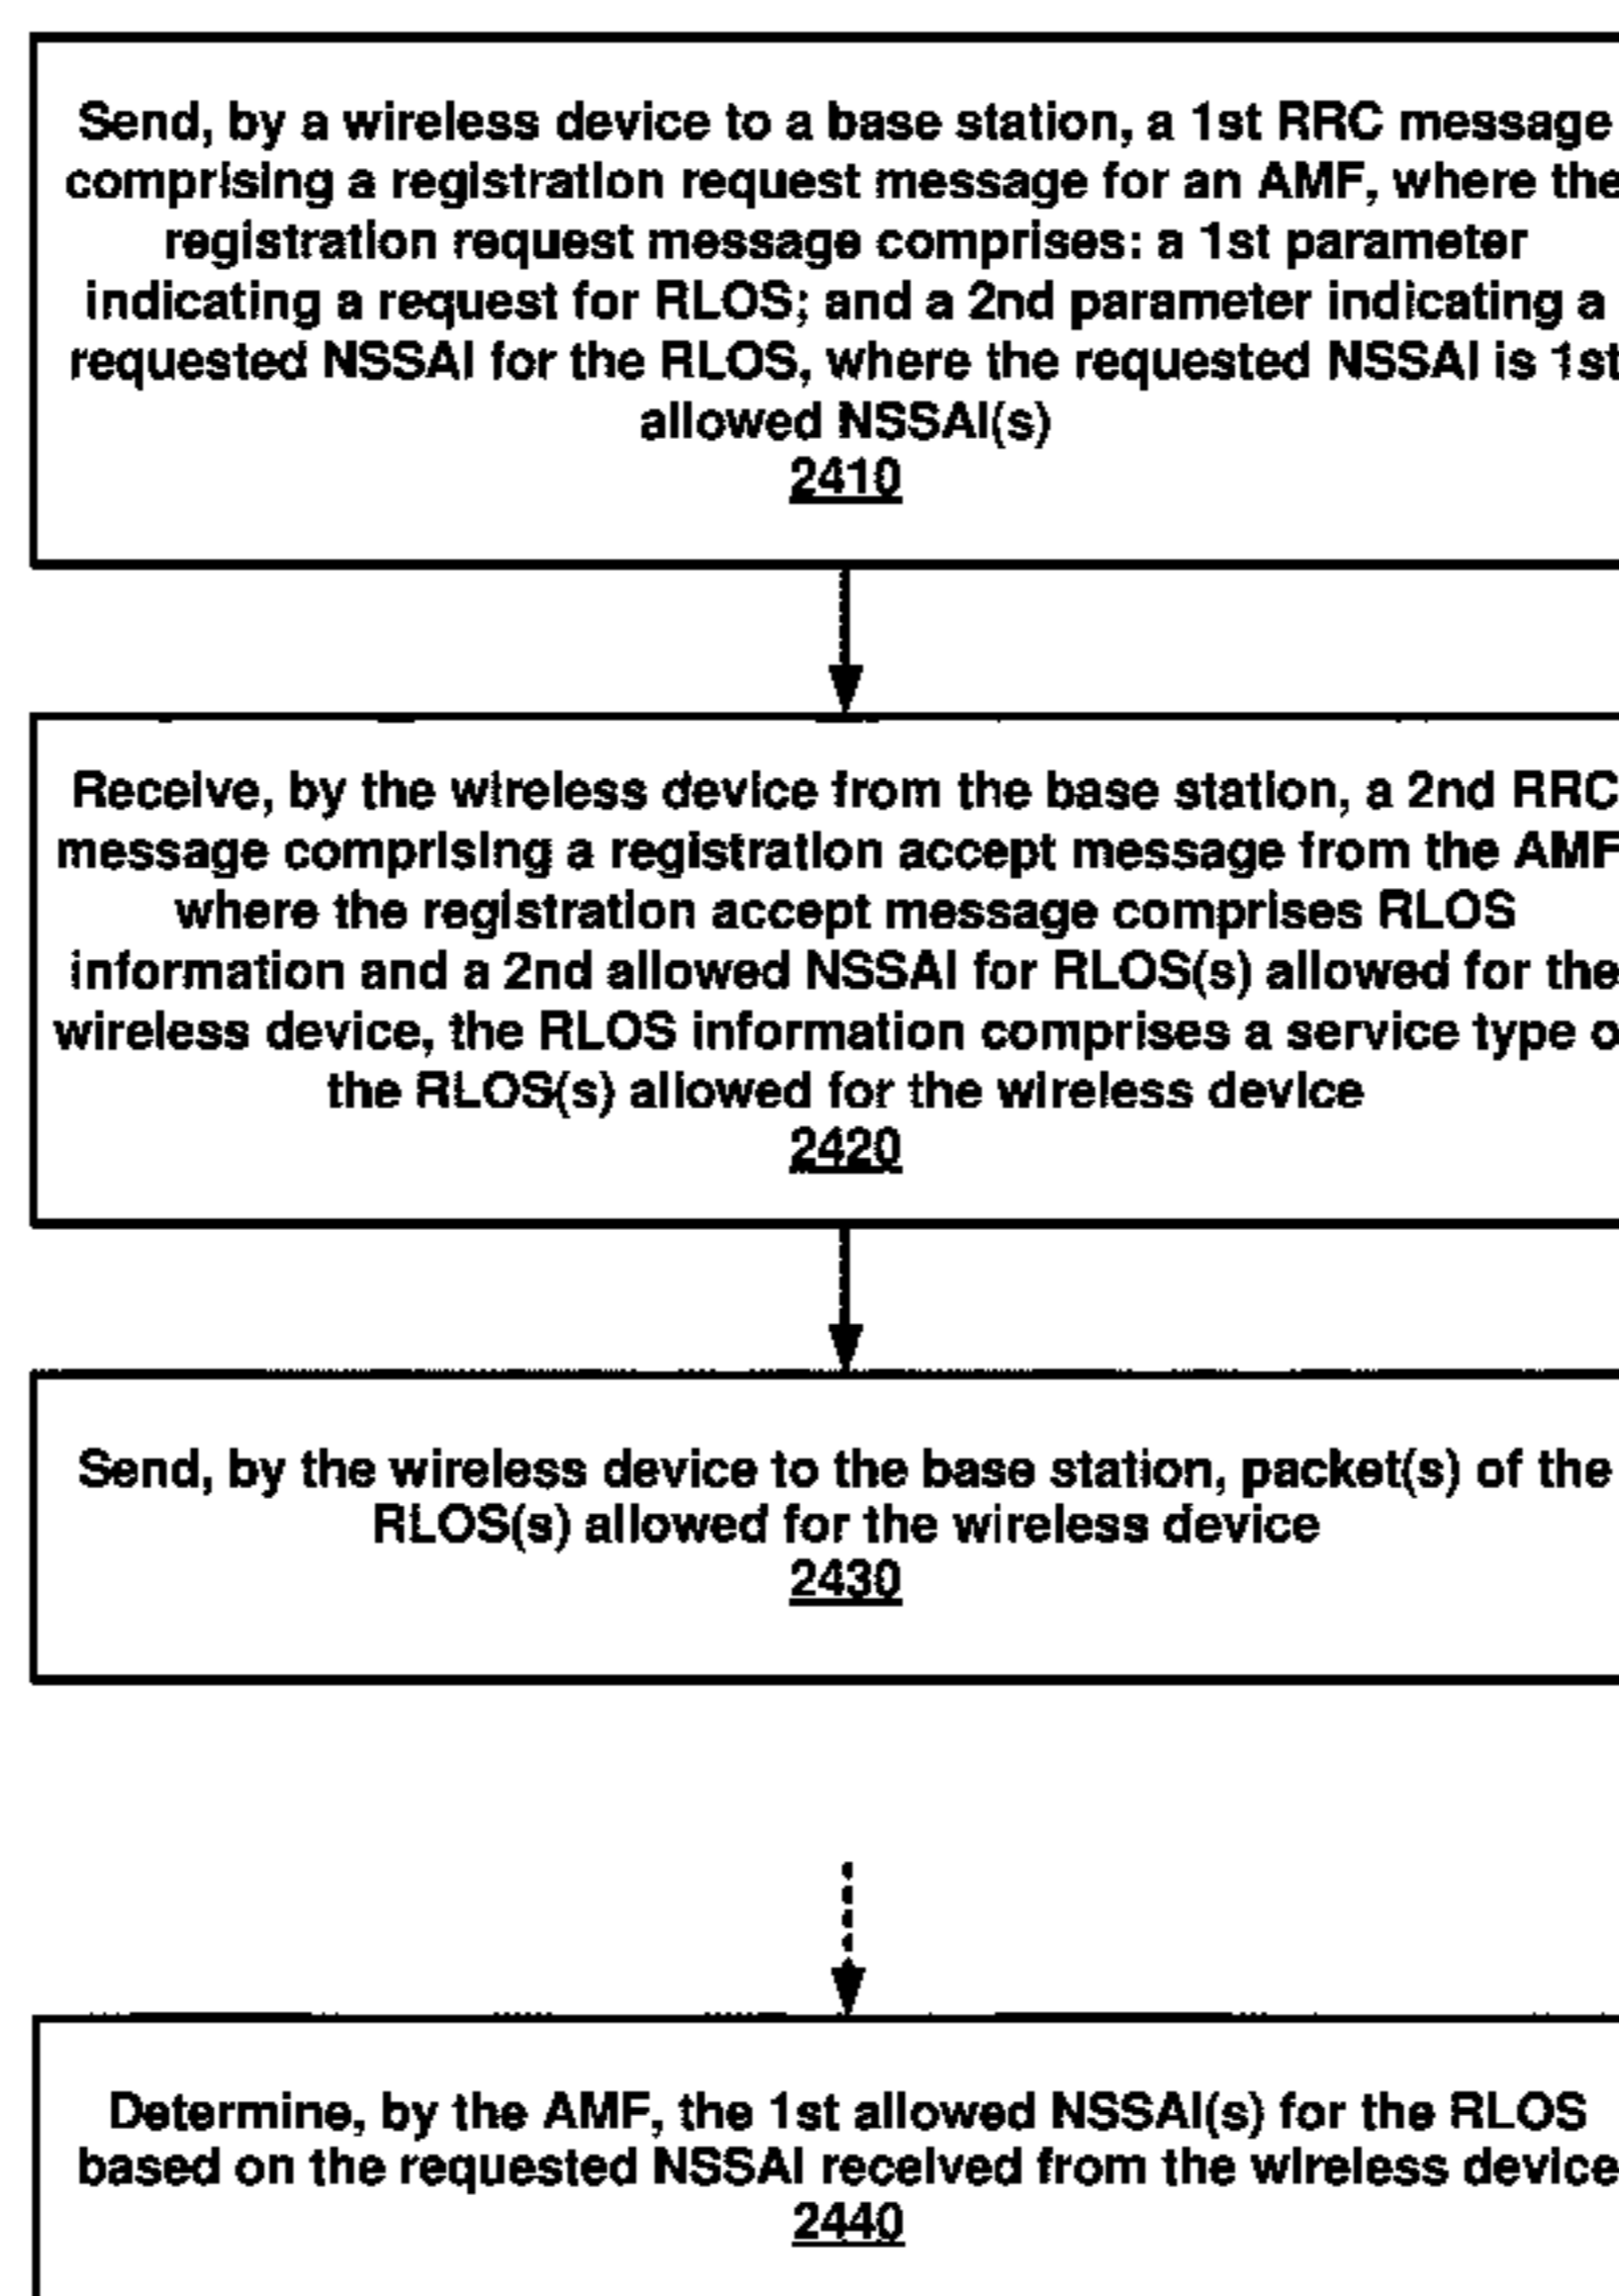 Send, by a wireless device to a base station, a 1st RRC message
comprising a registration request message for an AMF, where the
registration request message comprises: a 1st parameter
indicating a request for RLOS; and a 2nd parameter indicating a
requested NSSAI for the RLOS, where the requested NSSAI is 1st
allowed NSSAI(s)
2410
Receive, by the wireless device from the base station, a 2nd RRC
message comprising a registration accept message from the AMF
where the registration accept message comprises RLOS
information and a 2nd allowed NSSAI for RLOS(s) allowed for the
wireless device, the RLOS information comprises a service type
the RLOS(s) allowed for the wireless device
2420
Send, by the wireless device to the base station, packet(s) of the
RLOS(s) allowed for the wireless device
2430
Determine, by the AMF, the 1st allowed NSSAI(s) for the RLOS
based on the requested NSSAI received from the wireless device
2440